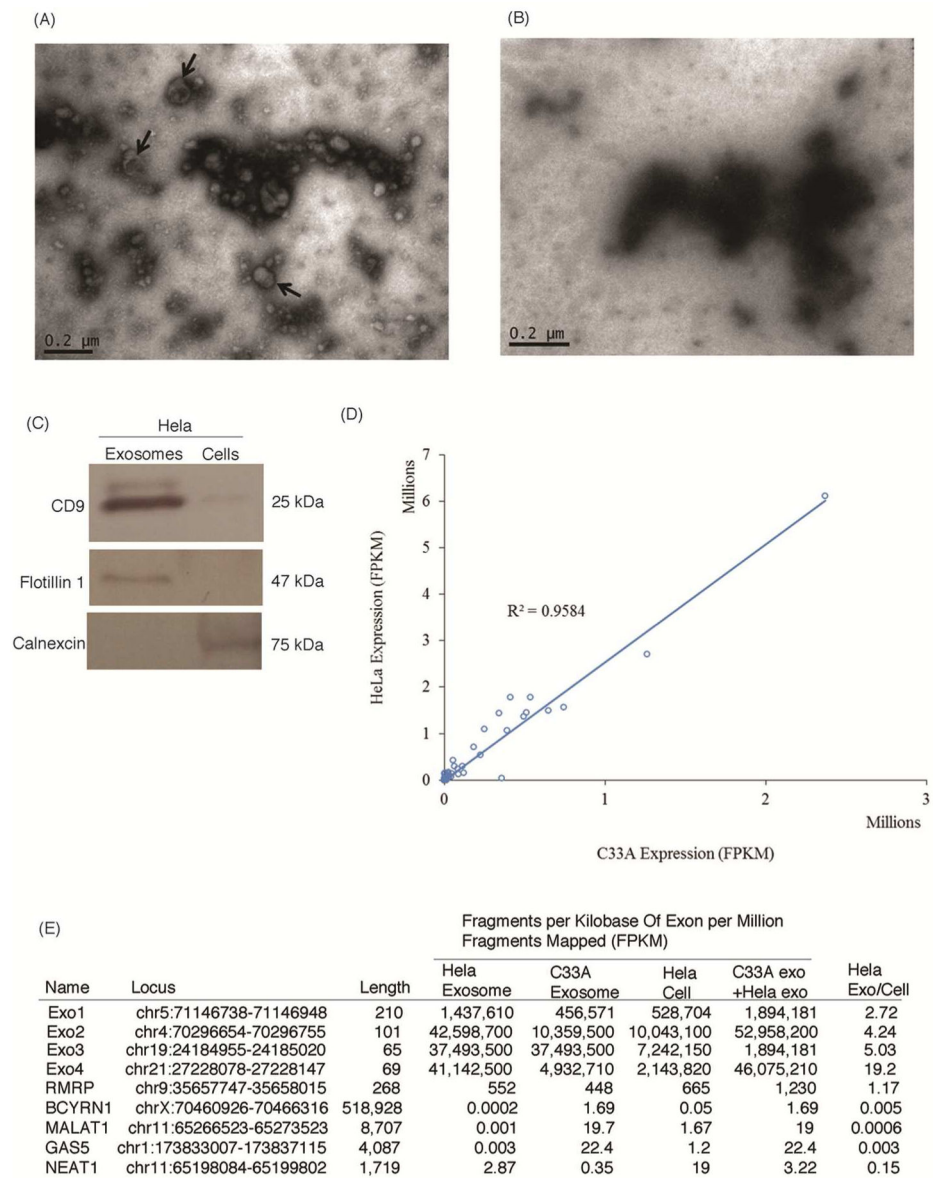 (A)
(B)
0.2 µm
0.2 µm
(C)
Hela
Exosomes Cells
CD9
25 kDa
Flotillin 1
47 kDa
Calnexcin
75 kDa
(D)
7
6
5
4
3
2
1
0
Millions
HeLa Expression (FPKM)
R² = 0.9584
0 1 2 3
Millions
C33A Expression (FPKM)
(E)
Fragments per Kilobase Of Exon per Million
Fragments Mapped (FPKM)
Name Locus Length Hela Exosome C33A Exosome Hela Cell C33A exo +Hela exo Hela Exo/Cell
Exo1 chr5:71146738-71146948 210 1,437,610 456,571 528,704 1,894,181 2.72
Exo2 chr4:70296654-70296755 101 42,598,700 10,359,500 10,043,100 52,958,200 4.24
Exo3 chr19:24184955-24185020 65 37,493,500 37,493,500 7,242,150 1,894,181 5.03
Exo4 chr21:27228078-27228147 69 41,142,500 4,932,710 2,143,820 46,075,210 19.2
RMRP chr9:35657747-35658015 268 552 448 665 1,230 1.17
BCYRN1 chrX:70460926-70466316 518,928 0.0002 1.69 0.05 1.69 0.005
MALAT1 chr11:65266523-65273523 8,707 0.001 19.7 1.67 19 0.0006
GAS5 chr1:173833007-173837115 4,087 0.003 22.4 1.2 22.4 0.003
NEAT1 chr11:65198084-65199802 1,719 2.87 0.35 19 3.22 0.15